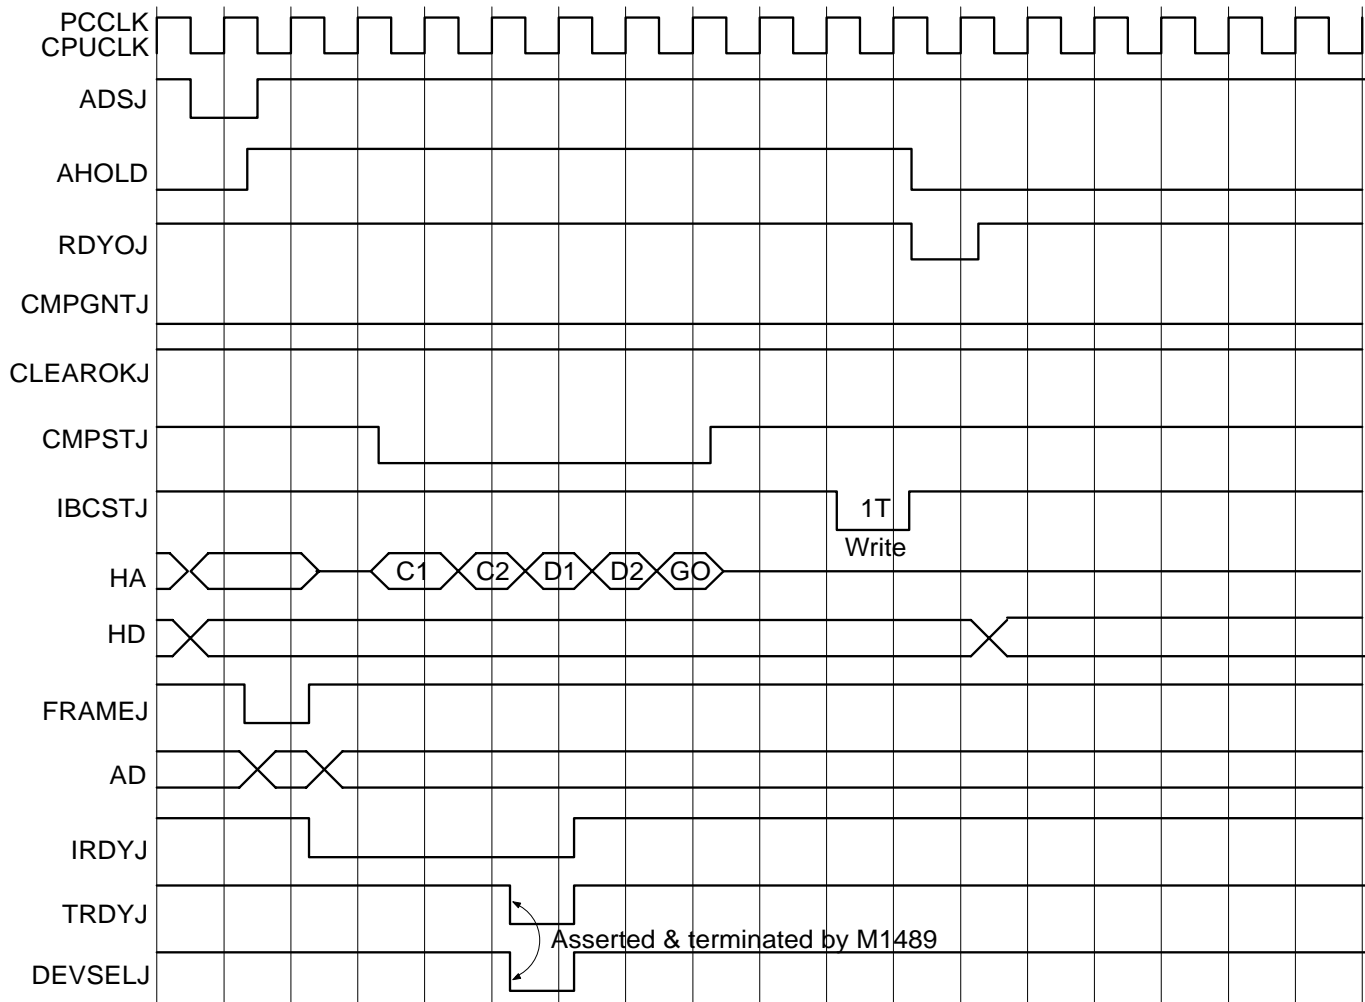 PCCLK
CPUCLK
ADSJ
AHOLD
RDYOJ
CMPGNTJ
CLEAROKJ
CMPSTJ
IBCSTJ
1T
Write
HA
C1 C2 D1 D2 GO
HD
FRAMEJ
AD
IRDYJ
TRDYJ
Asserted & terminated by M1489
DEVSELJ